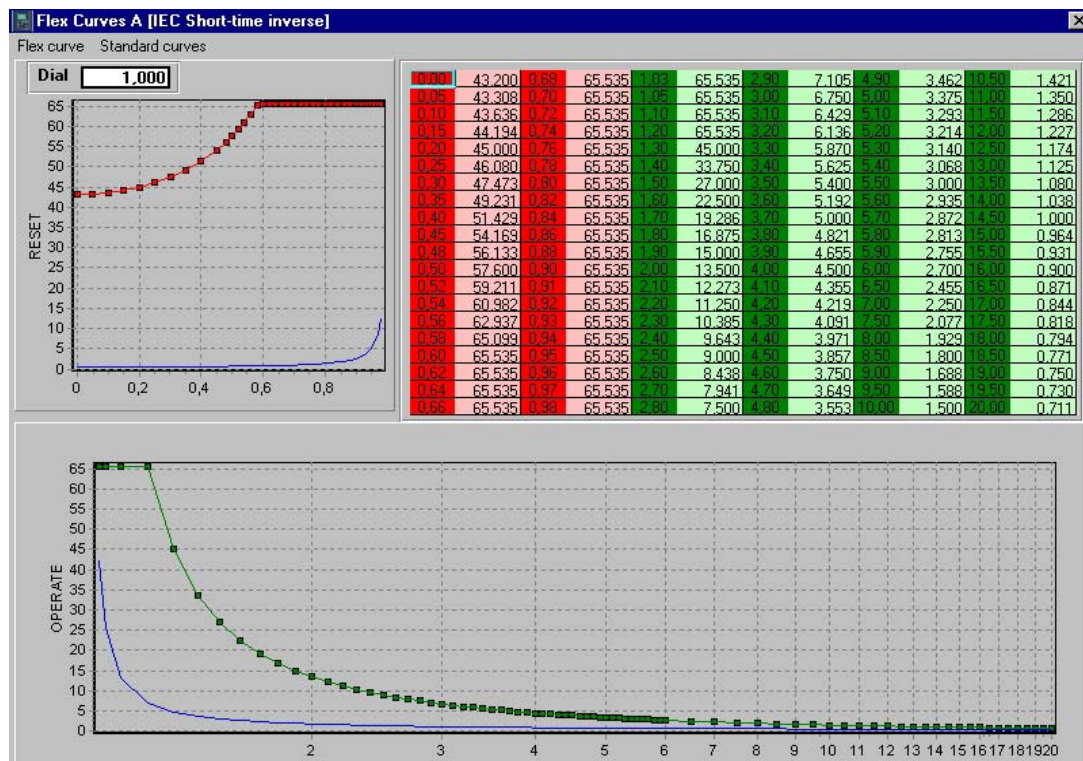 Flex Curves A [IEC Short-time inverse]
Flex curve Standard curves
Dial 1,000
0,00 43.200 0,68 65.535 1,03 65.535 2,90 7.105 4,90 3.462 10,50 1.421
0,05 43.308 0,70 65.535 1,05 65.535 3,00 6.750 5,00 3.375 11,00 1.350
0,10 43.636 0,72 65.535 1,10 65.535 3,10 6.429 5,10 3.293 11,50 1.286
0,15 44.194 0,74 65.535 1,20 65.535 3,20 6.136 5,20 3.214 12,00 1.227
0,20 45.000 0,76 65.535 1,30 45.000 3,30 5.870 5,30 3.140 12,50 1.174
0,25 46.080 0,78 65.535 1,40 33.750 3,40 5.625 5,40 3.068 13,00 1.125
0,30 47.473 0,80 65.535 1,50 27.000 3,50 5.400 5,50 3.000 13,50 1.080
0,35 49.231 0,82 65.535 1,60 22.500 3,60 5.192 5,60 2.935 14,00 1.038
0,40 51.429 0,84 65.535 1,70 19.286 3,70 5.000 5,70 2.872 14,50 1.000
0,45 54.169 0,86 65.535 1,80 16.875 3,80 4.821 5,80 2.813 15,00 0.964
0,48 56.133 0,88 65.535 1,90 15.000 3,90 4.655 5,90 2.755 15,50 0.931
0,50 57.600 0,90 65.535 2,00 13.500 4,00 4.500 6,00 2.700 16,00 0.900
0,52 59.211 0,91 65.535 2,10 12.273 4,10 4.355 6,50 2.455 16,50 0.871
0,54 60.982 0,92 65.535 2,20 11.250 4,20 4.219 7,00 2.250 17,00 0.844
0,56 62.937 0,93 65.535 2,30 10.385 4,30 4.091 7,50 2.077 17,50 0.818
0,58 65.099 0,94 65.535 2,40 9.643 4,40 3.971 8,00 1.929 18,00 0.794
0,60 65.535 0,95 65.535 2,50 9.000 4,50 3.857 8,50 1.800 18,50 0.771
0,62 65.535 0,96 65.535 2,60 8.438 4,60 3.750 9,00 1.688 19,00 0.750
0,64 65.535 0,97 65.535 2,70 7.941 4,70 3.649 9,50 1.588 19,50 0.730
0,66 65.535 0,98 65.535 2,80 7.500 4,80 3.553 10,00 1.500 20,00 0.711
RESET
65
60
55
50
45
40
35
30
25
20
15
10
5
0
0 0,2 0,4 0,6 0,8
OPERATE
65
60
55
50
45
40
35
30
25
20
15
10
5
0
2 3 4 5 6 7 8 9 10 11 12 13 14 15 16 17 18 19 20